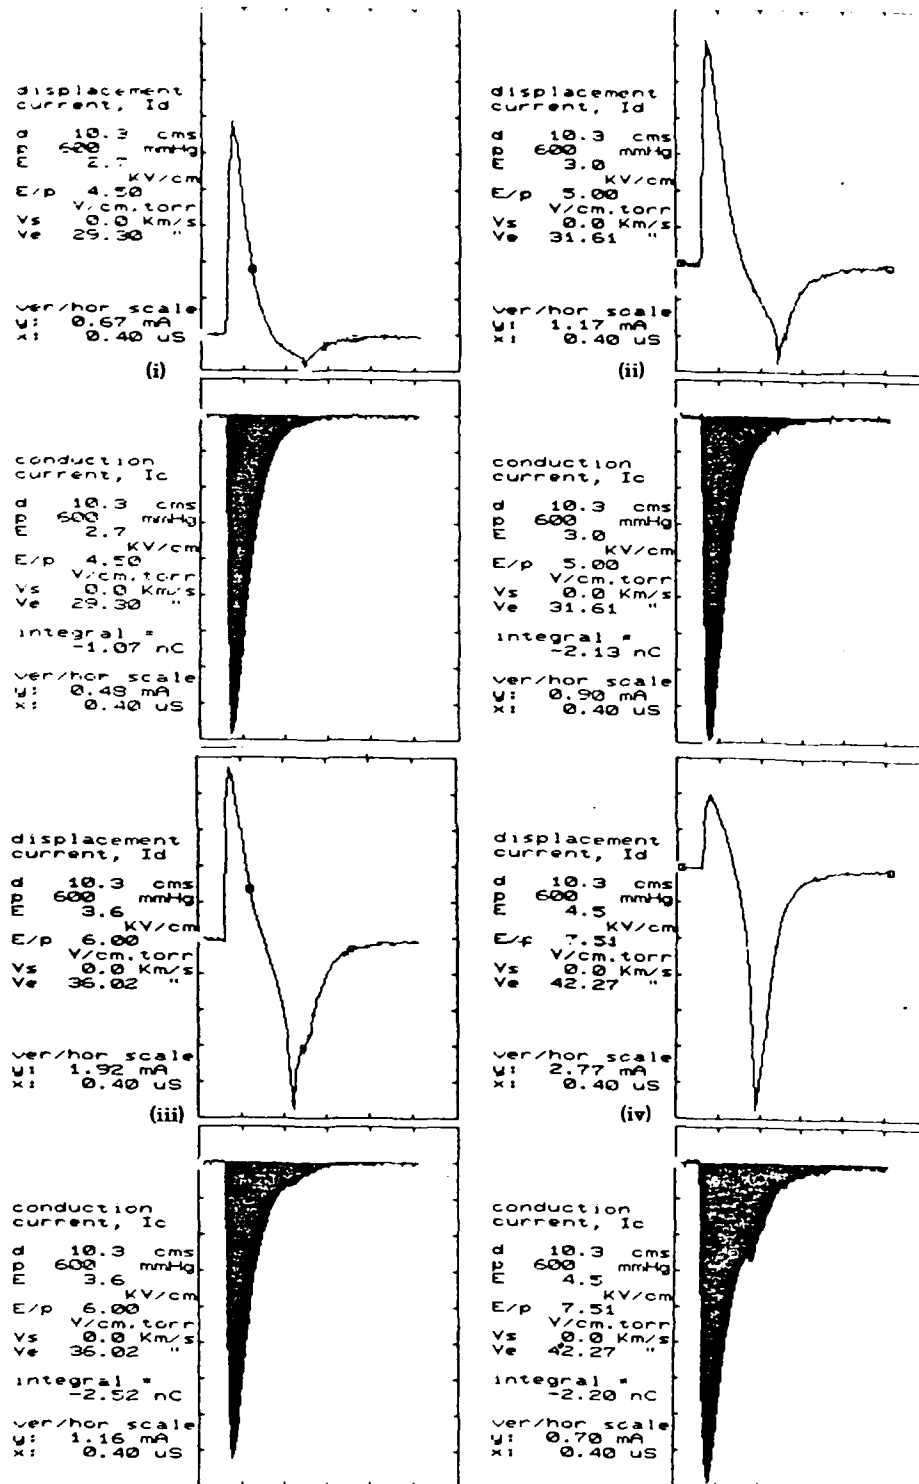 displacement
current, Id
d 10.3 cms
p 600 mmHg
E 2.7
KV/cm
E/p 4.50
V/cm.torr
Vs 0.0 Km/s
Ve 29.30 "
ver/hor scale
y: 0.67 mA
x: 0.40 uS
(i)
displacement
current, Id
d 10.3 cms
p 600 mmHg
E 3.0
KV/cm
E/p 5.00
V/cm.torr
Vs 0.0 Km/s
Ve 31.61 "
ver/hor scale
y: 1.17 mA
x: 0.40 uS
(ii)
conduction
current, Ic
d 10.3 cms
p 600 mmHg
E 2.7
KV/cm
E/p 4.50
V/cm.torr
Vs 0.0 Km/s
Ve 29.30 "
integral =
-1.07 nC
ver/hor scale
y: 0.48 mA
x: 0.40 uS
conduction
current, Ic
d 10.3 cms
p 600 mmHg
E 3.0
KV/cm
E/p 5.00
V/cm.torr
Vs 0.0 Km/s
Ve 31.61 "
integral =
-2.13 nC
ver/hor scale
y: 0.90 mA
x: 0.40 uS
displacement
current, Id
d 10.3 cms
p 600 mmHg
E 3.6
KV/cm
E/p 6.00
V/cm.torr
Vs 0.0 Km/s
Ve 36.02 "
ver/hor scale
y: 1.92 mA
x: 0.40 uS
(iii)
displacement
current, Id
d 10.3 cms
p 600 mmHg
E 4.5
KV/cm
E/p 7.51
V/cm.torr
Vs 0.0 Km/s
Ve 42.27 "
ver/hor scale
y: 2.77 mA
x: 0.40 uS
(iv)
conduction
current, Ic
d 10.3 cms
p 600 mmHg
E 3.6
KV/cm
E/p 6.00
V/cm.torr
Vs 0.0 Km/s
Ve 36.02 "
integral =
-2.52 nC
ver/hor scale
y: 1.16 mA
x: 0.40 uS
conduction
current, Ic
d 10.3 cms
p 600 mmHg
E 4.5
KV/cm
E/p 7.51
V/cm.torr
Vs 0.0 Km/s
Ve 42.27 "
integral =
-2.20 nC
ver/hor scale
y: 0.70 mA
x: 0.40 uS